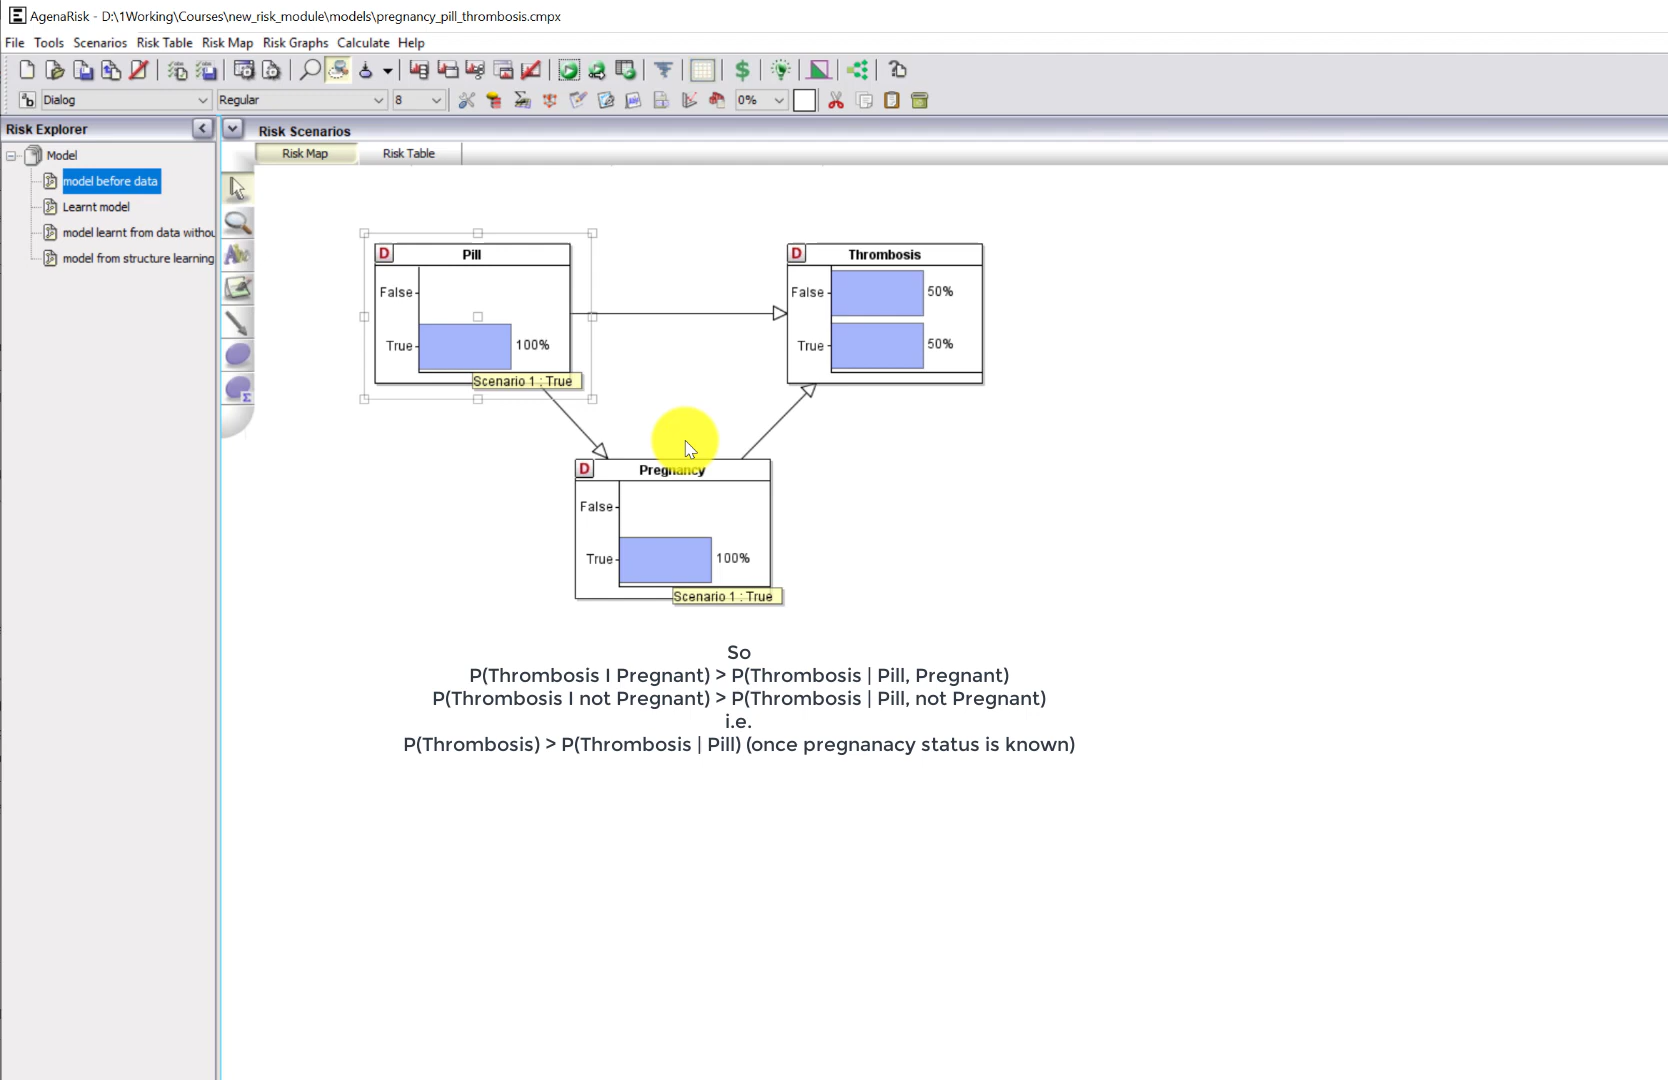 AgenaRisk - D:\1Working\Courses\new_risk_module\models\pregnancy_pill_thrombosis.cmpx
File Tools Scenarios Risk Table Risk Map Risk Graphs Calculate Help
Dialog Regular 8 0%
Risk Explorer
Risk Scenarios
Model
Risk Map Risk Table
model before data
Learnt model
model learnt from data withou
model from structure learning
D Pill
False
True 100%
Scenario 1 : True
D Thrombosis
False 50%
True 50%
D Pregnancy
False
True 100%
Scenario 1 : True
So
P(Thrombosis I Pregnant) > P(Thrombosis | Pill, Pregnant)
P(Thrombosis I not Pregnant) > P(Thrombosis | Pill, not Pregnant)
i.e.
P(Thrombosis) > P(Thrombosis | Pill) (once pregnanacy status is known)